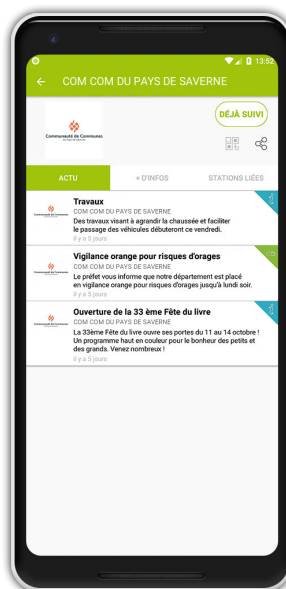 13:52
COM COM DU PAYS DE SAVERNE
Communauté de Communes
DÉJÀ SUIVI
ACTU
+ D'INFOS
STATIONS LIÉES
Travaux
COM COM DU PAYS DE SAVERNE
Des travaux visant à agrandir la chaussée et faciliter
le passage des véhicules débuteront ce vendredi.
il y a 5 jours
Vigilance orange pour risques d'orages
COM COM DU PAYS DE SAVERNE
Le préfet vous informe que notre département est placé
en vigilance orange pour risques d'orages jusqu'à lundi soir.
il y a 5 jours
Ouverture de la 33 ème Fête du livre
COM COM DU PAYS DE SAVERNE
La 33ème Fête du livre ouvre ses portes du 11 au 14 octobre !
Un programme haut en couleur pour le bonheur des petits et
des grands. Venez nombreux !
il y a 5 jours